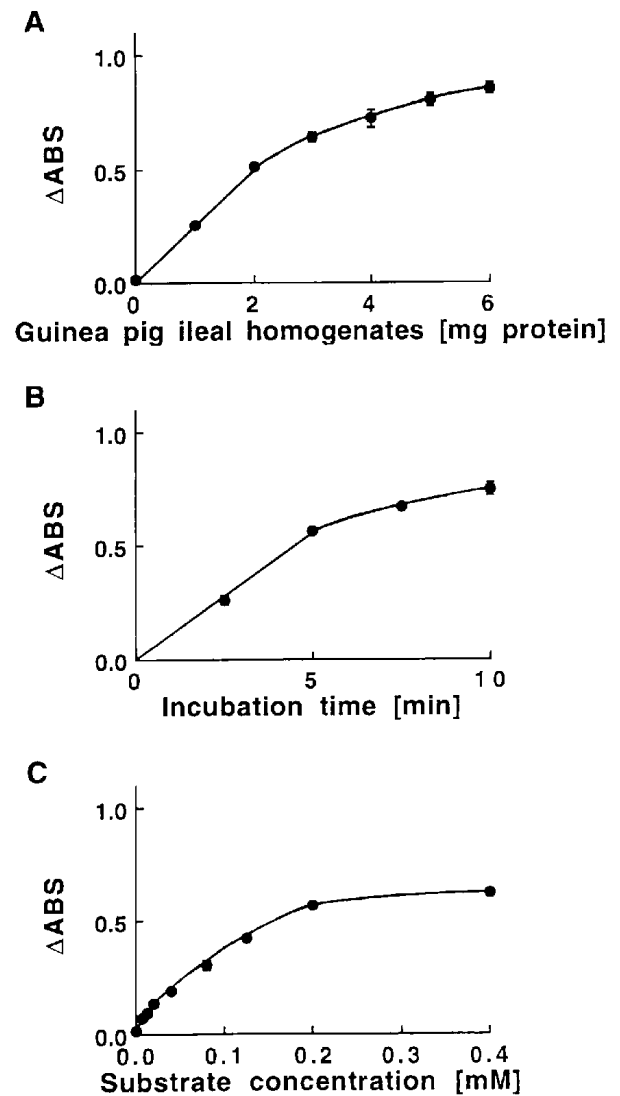 A
1.0
0.5
0.0
ΔABS
0 2 4 6
Guinea pig ileal homogenates [mg protein]
B
1.0
0.5
0.0
ΔABS
0 5 10
Incubation time [min]
C
1.0
0.5
0.0
ΔABS
0.0 0.1 0.2 0.3 0.4
Substrate concentration [mM]